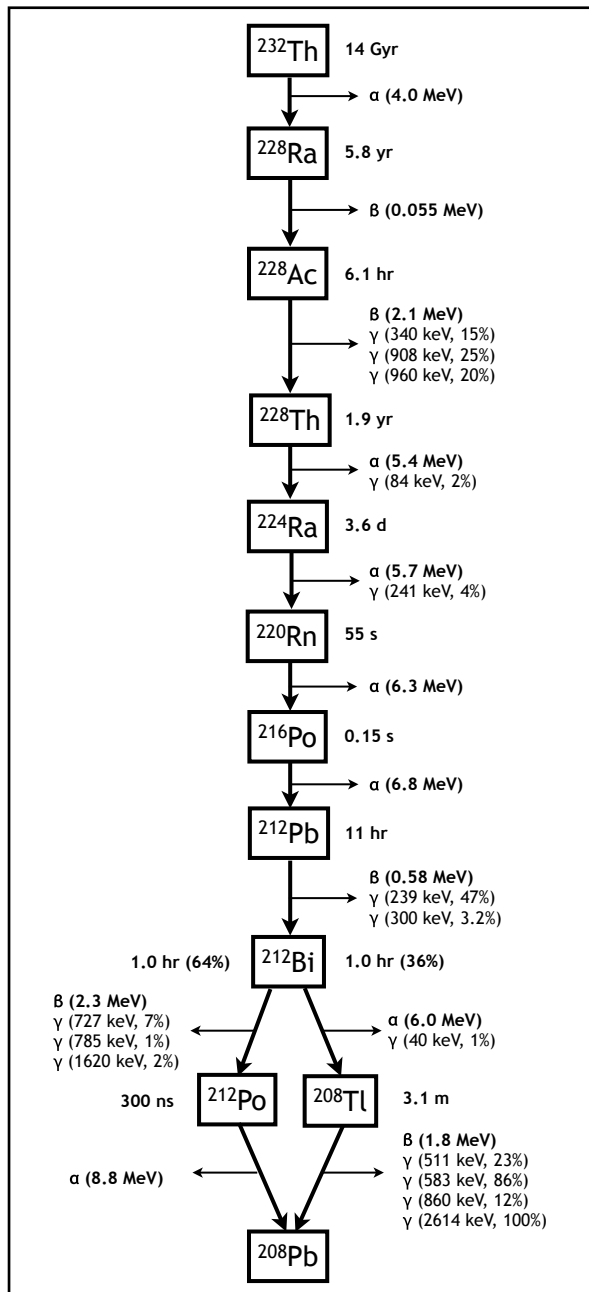 ²³²Th 14 Gyr
α (4.0 MeV)
²²⁸Ra 5.8 yr
β (0.055 MeV)
²²⁸Ac 6.1 hr
β (2.1 MeV)
γ (340 keV, 15%)
γ (908 keV, 25%)
γ (960 keV, 20%)
²²⁸Th 1.9 yr
α (5.4 MeV)
γ (84 keV, 2%)
²²⁴Ra 3.6 d
α (5.7 MeV)
γ (241 keV, 4%)
²²⁰Rn 55 s
α (6.3 MeV)
²¹⁶Po 0.15 s
α (6.8 MeV)
²¹²Pb 11 hr
β (0.58 MeV)
γ (239 keV, 47%)
γ (300 keV, 3.2%)
1.0 hr (64%) ²¹²Bi 1.0 hr (36%)
β (2.3 MeV)
γ (727 keV, 7%)
γ (785 keV, 1%)
γ (1620 keV, 2%)
α (6.0 MeV)
γ (40 keV, 1%)
300 ns ²¹²Po ²⁰⁸Tl 3.1 m
α (8.8 MeV)
β (1.8 MeV)
γ (511 keV, 23%)
γ (583 keV, 86%)
γ (860 keV, 12%)
γ (2614 keV, 100%)
²⁰⁸Pb